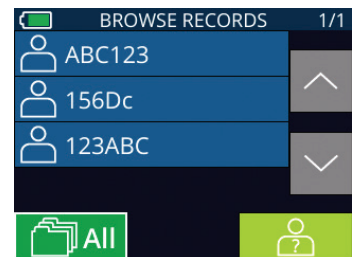 BROWSE RECORDS 1/1
ABC123
156Dc
123ABC
All ?